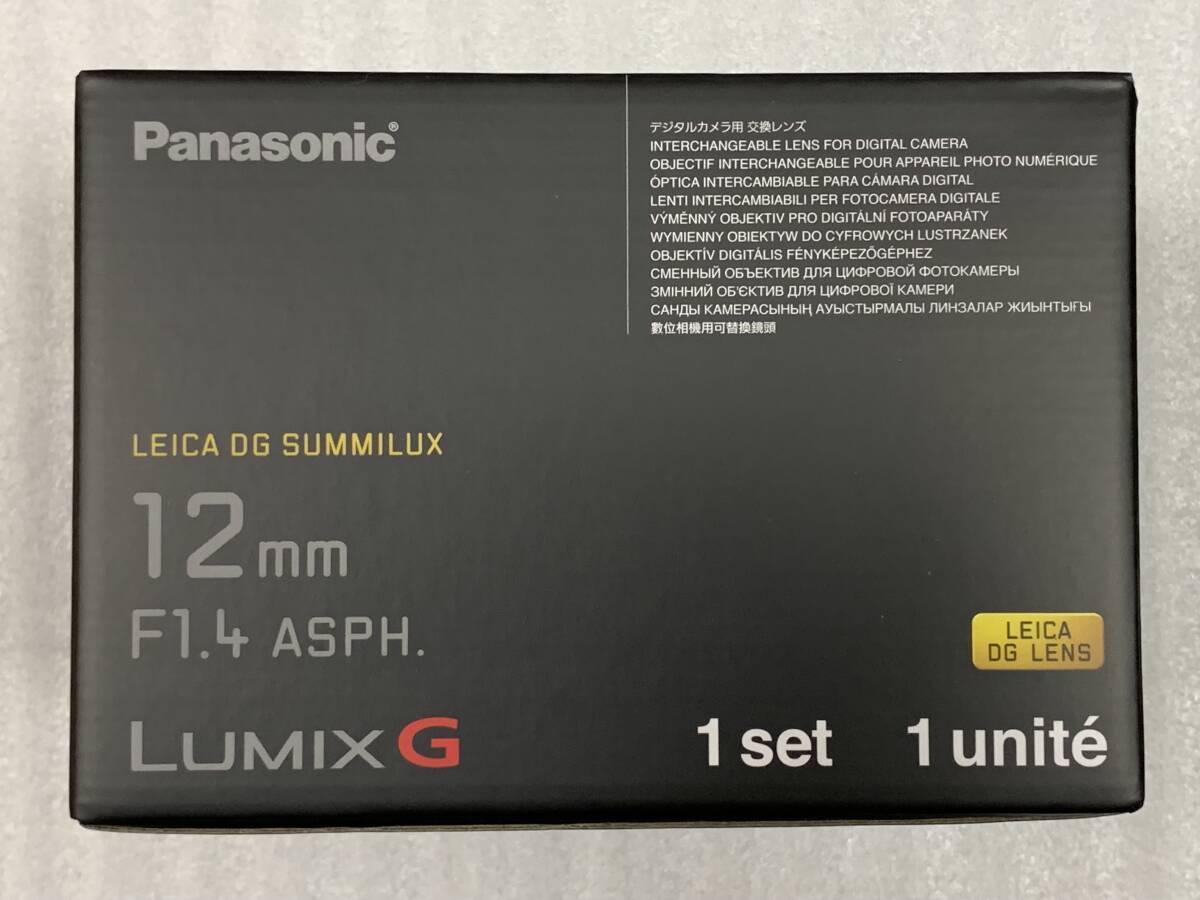 Panasonic®
デジタルカメラ用 交換レンズ
INTERCHANGEABLE LENS FOR DIGITAL CAMERA
OBJECTIF INTERCHANGEABLE POUR APPAREIL PHOTO NUMÉRIQUE
ÓPTICA INTERCAMBIABLE PARA CÁMARA DIGITAL
LENTI INTERCAMBIABILI PER FOTOCAMERA DIGITALE
VÝMĚNNÝ OBJEKTIV PRO DIGITÁLNÍ FOTOAPARÁTY
WYMIENNY OBIEKTYW DO CYFROWYCH LUSTRZANEK
OBJEKTÍV DIGITÁLIS FÉNYKÉPEZŐGÉPHEZ
СМЕННЫЙ ОБЪЕКТИВ ДЛЯ ЦИФРОВОЙ ФОТОКАМЕРЫ
ЗМІННИЙ ОБ'ЄКТИВ ДЛЯ ЦИФРОВОЇ КАМЕРИ
САНДЫ КАМЕРАСЫНЫҢ АУЫСТЫРМАЛЫ ЛИНЗАЛАР ЖИЫНТЫҒЫ
數位相機用可替換鏡頭
LEICA DG SUMMILUX
12mm
F1.4 ASPH.
LEICA
DG LENS
LUMIX G
1 set 1 unité